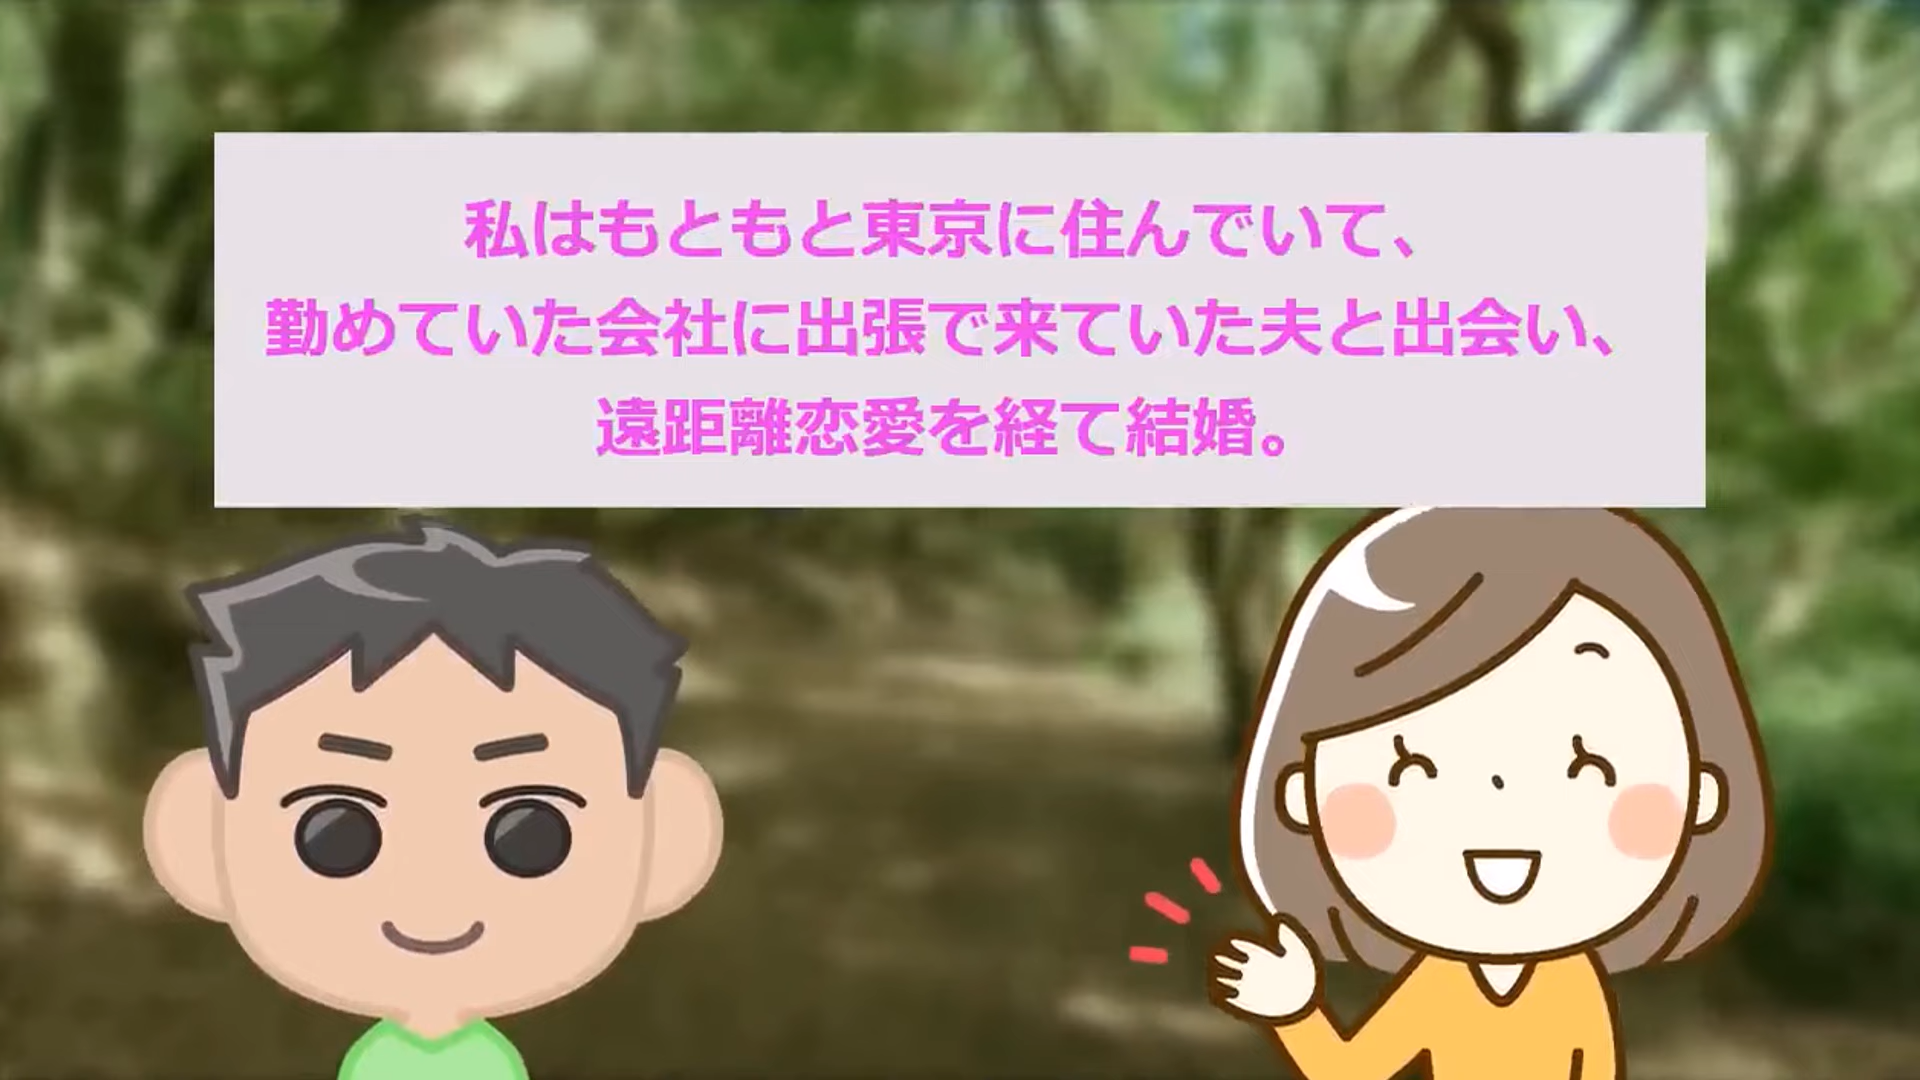 私はもともと東京に住んでいて、
勤めていた会社に出張で来ていた夫と出会い、
遠距離恋愛を経て結婚。